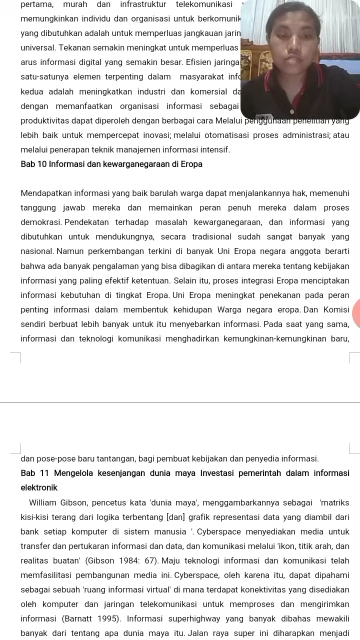 pertama, murah dan infrastruktur telekomunikasi
memungkinkan individu dan organisasi untuk
yang dibutuhkan adalah untuk memperluas jangkauan
universal. Tekanan semakin meningkat untuk memperluas
arus informasi digital yang semakin besar. Efisien
satu-satunya elemen terpenting dalam masyarakat
kedua adalah meningkatkan industri dan komersial
dengan memanfaatkan organisasi informasi sebagai
produktivitas dapat diperoleh dengan berbagai cara Melalui penggunaan penelitian yang
lebih baik untuk mempercepat inovasi; melalui otomatisasi proses administrasi; atau
melalui penerapan teknik manajemen informasi intensif.
Bab 10 Informasi dan kewarganegaraan di Eropa
Mendapatkan informasi yang baik barulah warga dapat menjalankannya hak, memenuhi
tanggung jawab mereka dan memainkan peran penuh mereka dalam proses
demokrasi. Pendekatan terhadap masalah kewarganegaraan, dan informasi yang
dibutuhkan untuk mendukungnya, secara tradisional sudah sangat banyak yang
nasional. Namun perkembangan terkini di banyak Uni Eropa negara anggota berarti
bahwa ada banyak pengalaman yang bisa dibagikan di antara mereka tentang kebijakan
informasi yang paling efektif ketentuan. Selain itu, proses integrasi Eropa menciptakan
informasi kebutuhan di tingkat Eropa. Uni Eropa meningkat penekanan pada peran
penting informasi dalam membentuk kehidupan Warga negara eropa. Dan Komisi
sendiri berbuat lebih banyak untuk itu menyebarkan informasi. Pada saat yang sama,
informasi dan teknologi komunikasi menghadirkan kemungkinan-kemungkinan baru,
dan pose-pose baru tantangan, bagi pembuat kebijakan dan penyedia informasi.
Bab 11 Mengelola kesenjangan dunia maya Investasi pemerintah dalam informasi
elektronik
William Gibson, pencetus kata 'dunia maya', menggambarkannya sebagai 'matriks
kisi-kisi terang dari logika terbentang [dan] grafik representasi data yang diambil dari
bank setiap komputer di sistem manusia '. Cyberspace menyediakan media untuk
transfer dan pertukaran informasi dan data, dan komunikasi melalui 'ikon, titik arah, dan
realitas buatan' (Gibson 1984: 67). Maju teknologi informasi dan komunikasi telah
memfasilitasi pembangunan media ini. Cyberspace, oleh karena itu, dapat dipahami
sebagai sebuah 'ruang informasi virtual' di mana terdapat konektivitas yang disediakan
oleh komputer dan jaringan telekomunikasi untuk memproses dan mengirimkan
informasi (Barnatt 1995). Informasi superhighway yang banyak dibahas mewakili
banyak dari tentang apa dunia maya itu. Jalan raya super ini diharapkan menjadi